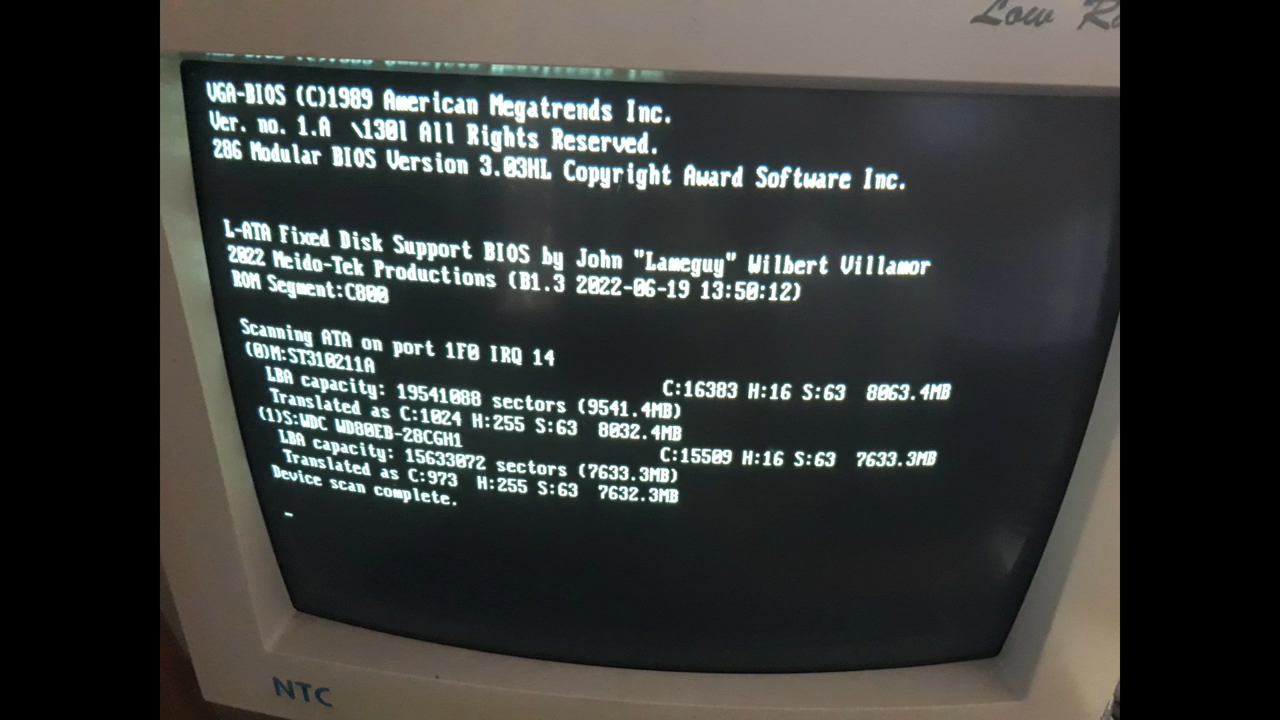 Low
VGA-BIOS (C)1989 American Megatrends Inc.
Ver. no. 1.A \130l All Rights Reserved.
286 Modular BIOS Version 3.03HL Copyright Award Software Inc.
L-ATA Fixed Disk Support BIOS by John "Lameguy" Wilbert Villamor
2022 Meido-Tek Productions (B1.3 2022-06-19 13:50:12)
ROM Segment:C800
Scanning ATA on port 1F0 IRQ 14
(0)M:ST310211A C:16383 H:16 S:63 8063.4MB
LBA capacity: 19541088 sectors (9541.4MB)
Translated as C:1024 H:255 S:63 8032.4MB
(1)S:WDC WD80EB-28CGH1 C:15509 H:16 S:63 7633.3MB
LBA capacity: 15633072 sectors (7633.3MB)
Translated as C:973 H:255 S:63 7632.3MB
Device scan complete.
NTC